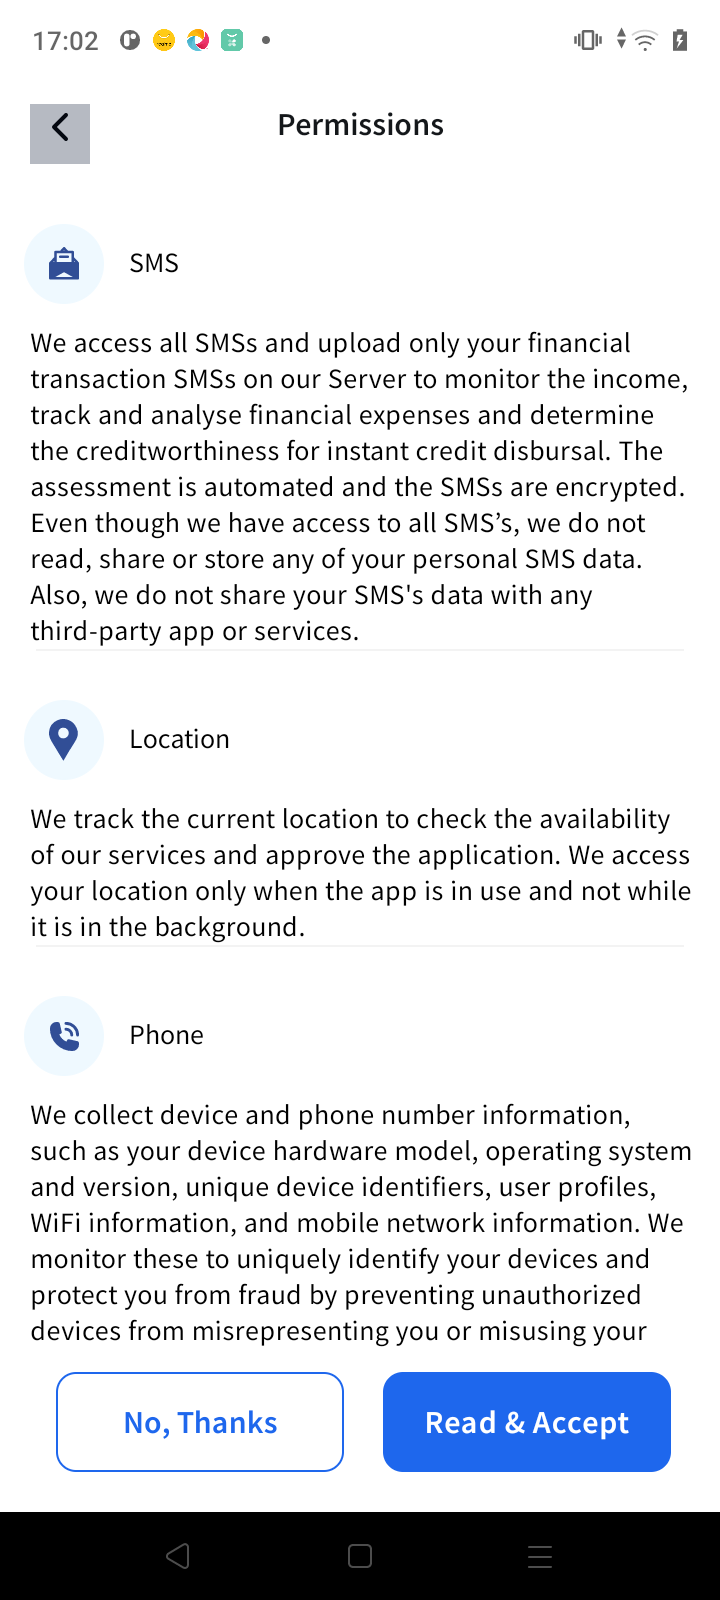 17:02
Permissions
SMS
We access all SMSs and upload only your financial
transaction SMSs on our Server to monitor the income,
track and analyse financial expenses and determine
the creditworthiness for instant credit disbursal. The
assessment is automated and the SMSs are encrypted.
Even though we have access to all SMS’s, we do not
read, share or store any of your personal SMS data.
Also, we do not share your SMS's data with any
third-party app or services.
Location
We track the current location to check the availability
of our services and approve the application. We access
your location only when the app is in use and not while
it is in the background.
Phone
We collect device and phone number information,
such as your device hardware model, operating system
and version, unique device identifiers, user profiles,
WiFi information, and mobile network information. We
monitor these to uniquely identify your devices and
protect you from fraud by preventing unauthorized
devices from misrepresenting you or misusing your
No, Thanks
Read & Accept